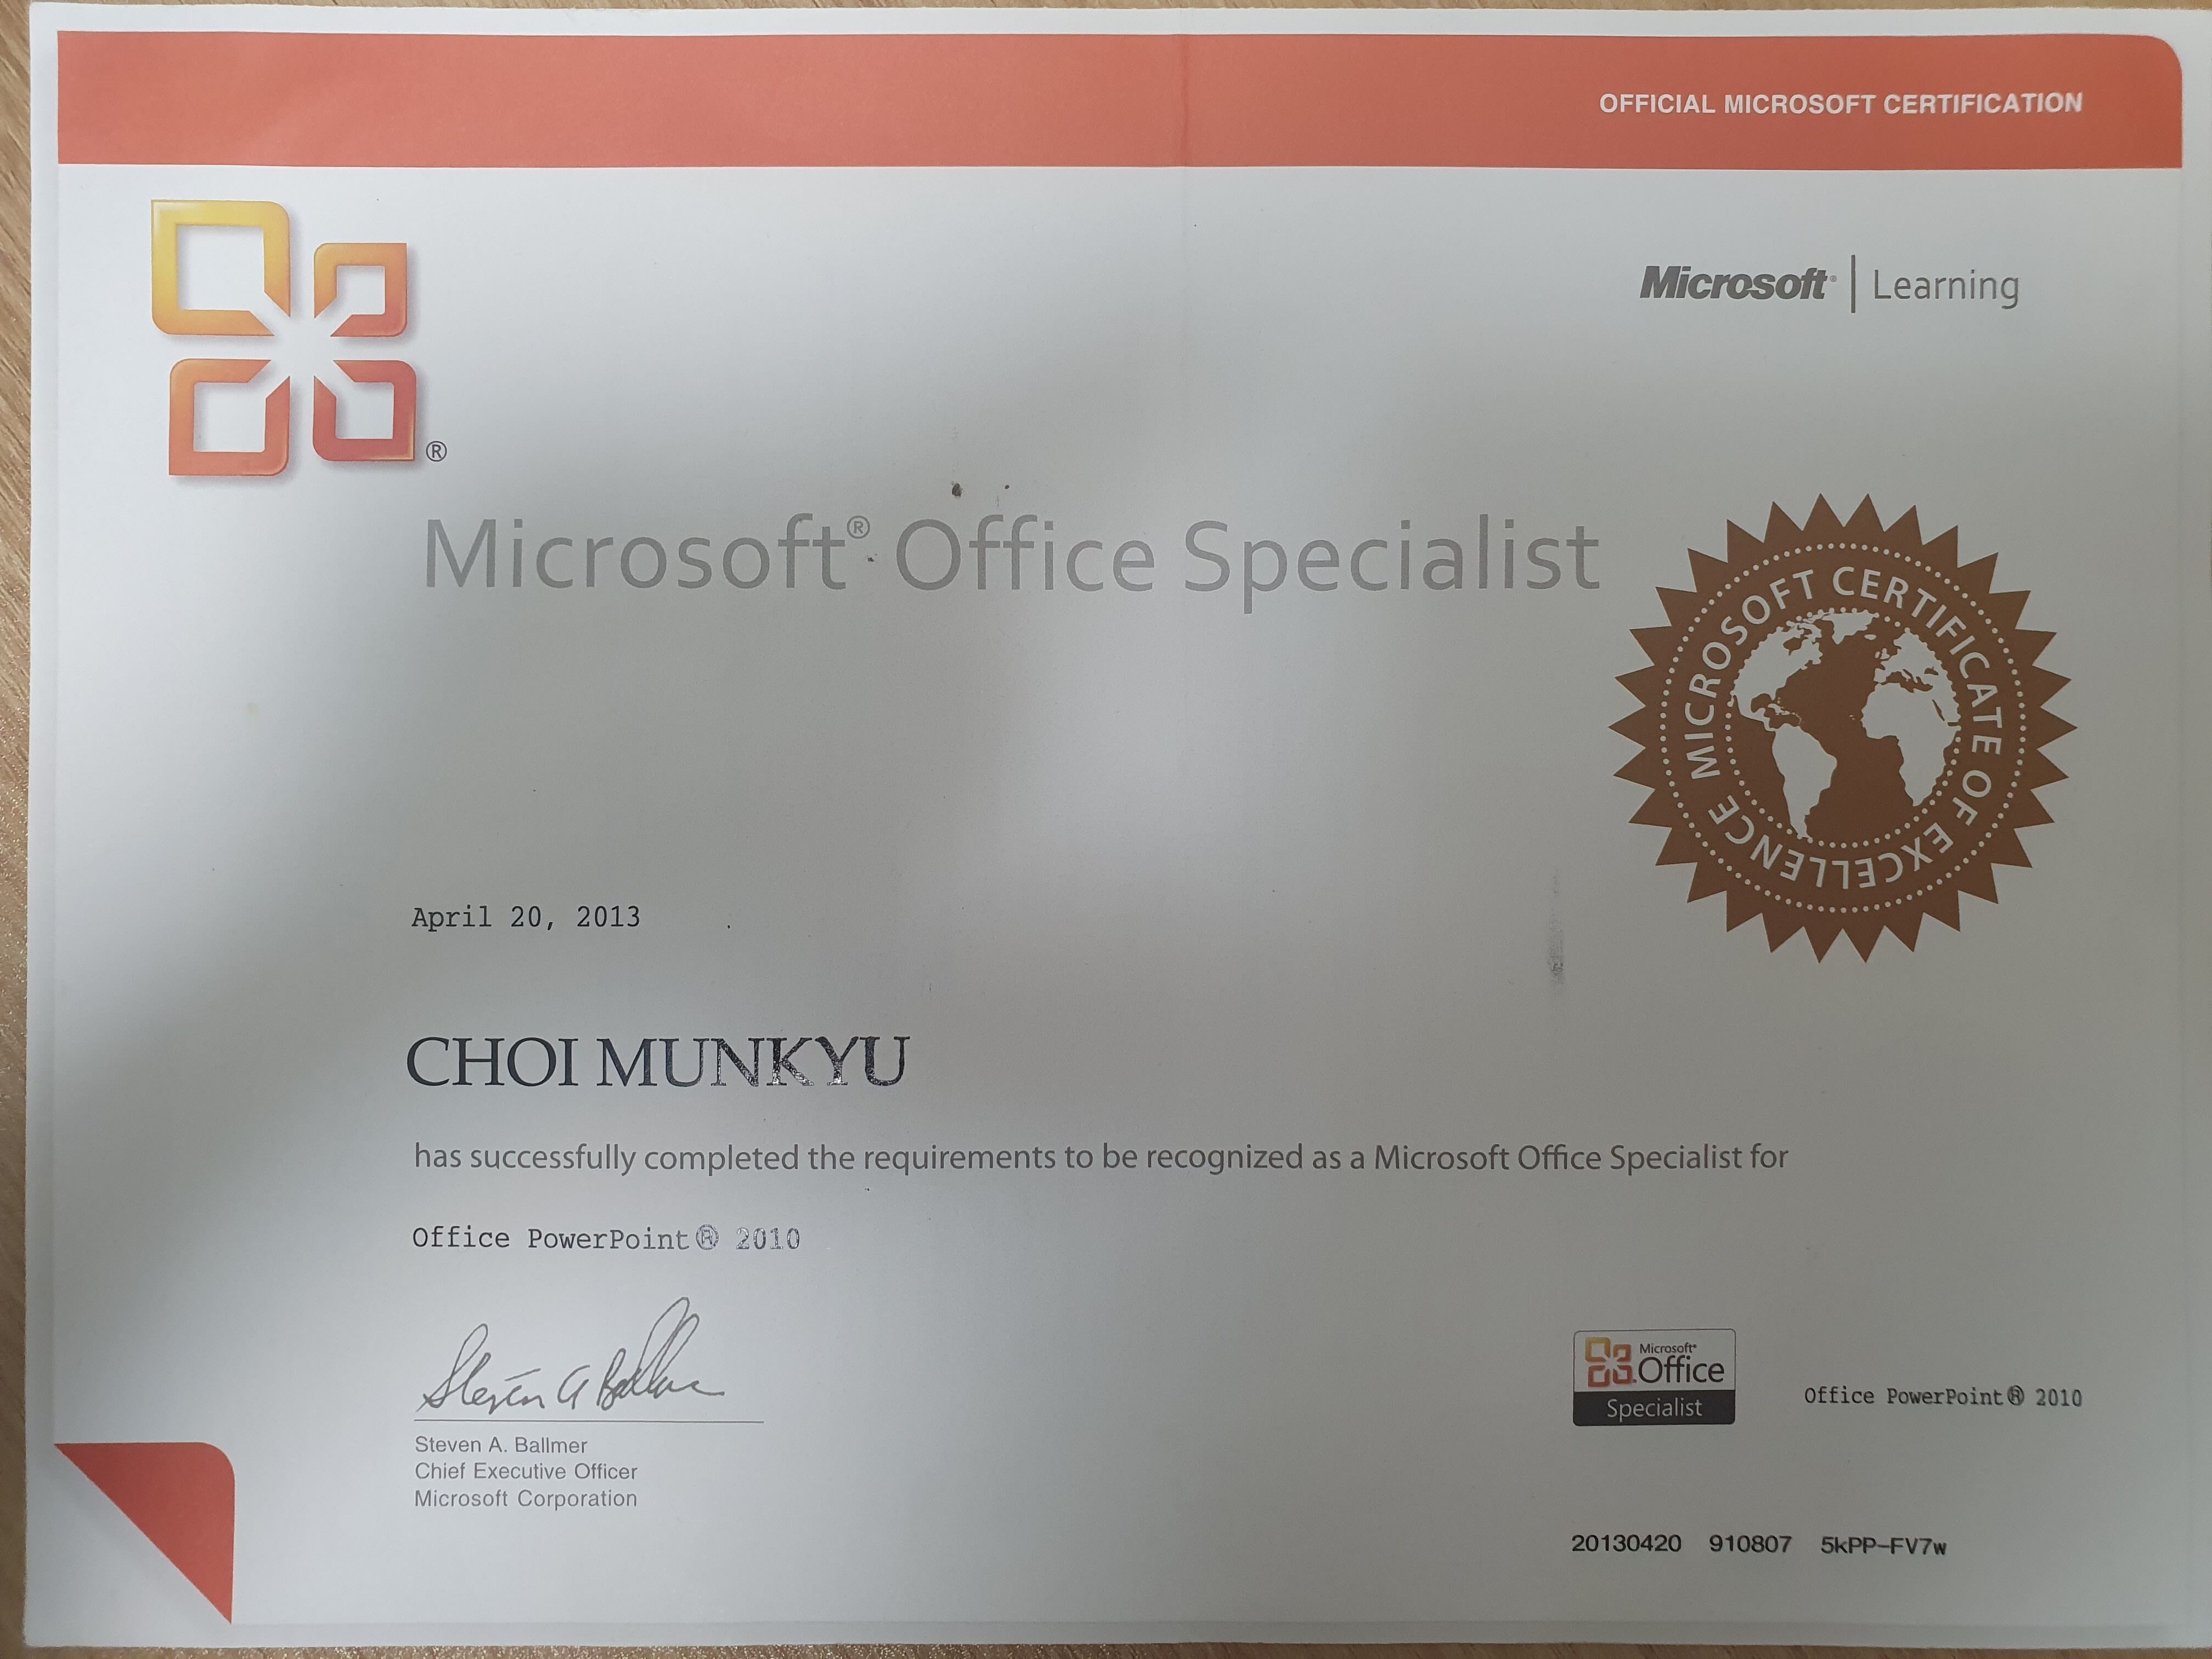 OFFICIAL MICROSOFT CERTIFICATION
Microsoft® | Learning
®
Microsoft® Office Specialist
MICROSOFT CERTIFICATE OF EXCELLENCE
April 20, 2013
CHOI MUNKYU
has successfully completed the requirements to be recognized as a Microsoft Office Specialist for
Office PowerPoint® 2010
Steven A Ballmer
Steven A. Ballmer
Chief Executive Officer
Microsoft Corporation
Microsoft®
Office
Specialist
Office PowerPoint® 2010
20130420 910807 5kPP-FV7w